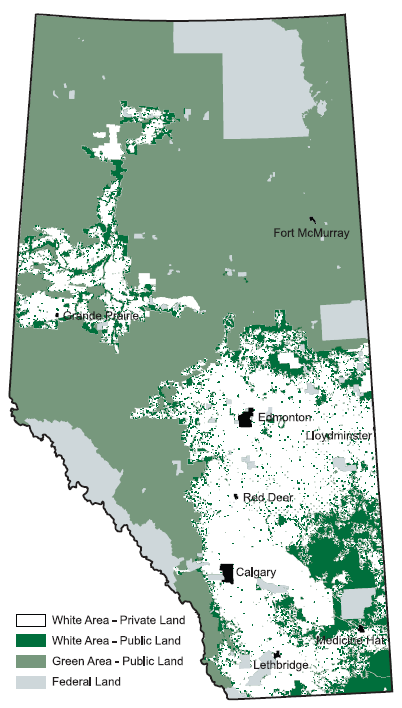 Fort McMurray
Grande Prairie
Edmonton
Lloydminster
Red Deer
Calgary
Medicine Hat
Lethbridge
White Area – Private Land
White Area – Public Land
Green Area – Public Land
Federal Land